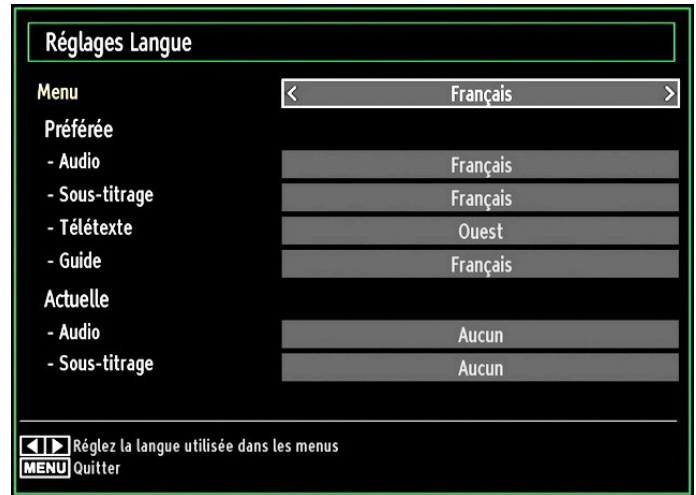 Réglages Langue
Menu < Français >
Préférée
- Audio Français
- Sous-titrage Français
- Télétexte Ouest
- Guide Français
Actuelle
- Audio Aucun
- Sous-titrage Aucun
◀▶ Réglez la langue utilisée dans les menus
MENU Quitter